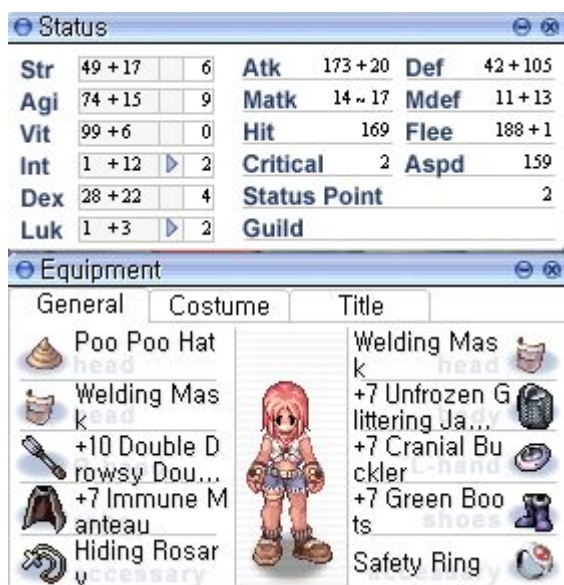 Status
Str 49 +17 6 Atk 173 + 20 Def 42 + 105
Agi 74 +15 9 Matk 14 ~ 17 Mdef 11 + 13
Vit 99 +6 0 Hit 169 Flee 188 + 1
Int 1 +12 2 Critical 2 Aspd 159
Dex 28 +22 4 Status Point 2
Luk 1 +3 2 Guild
Equipment
General Costume Title
Poo Poo Hat
head
Welding Mas
k
head
Welding Mas
k
head
+7 Unfrozen G
littering Ja...
body
+10 Double D
rowsy Dou...
+7 Cranial Bu
ckler
L-hand
+7 Immune M
anteau
+7 Green Boo
ts
shoes
Hiding Rosar
y
accessary
Safety Ring
accessary